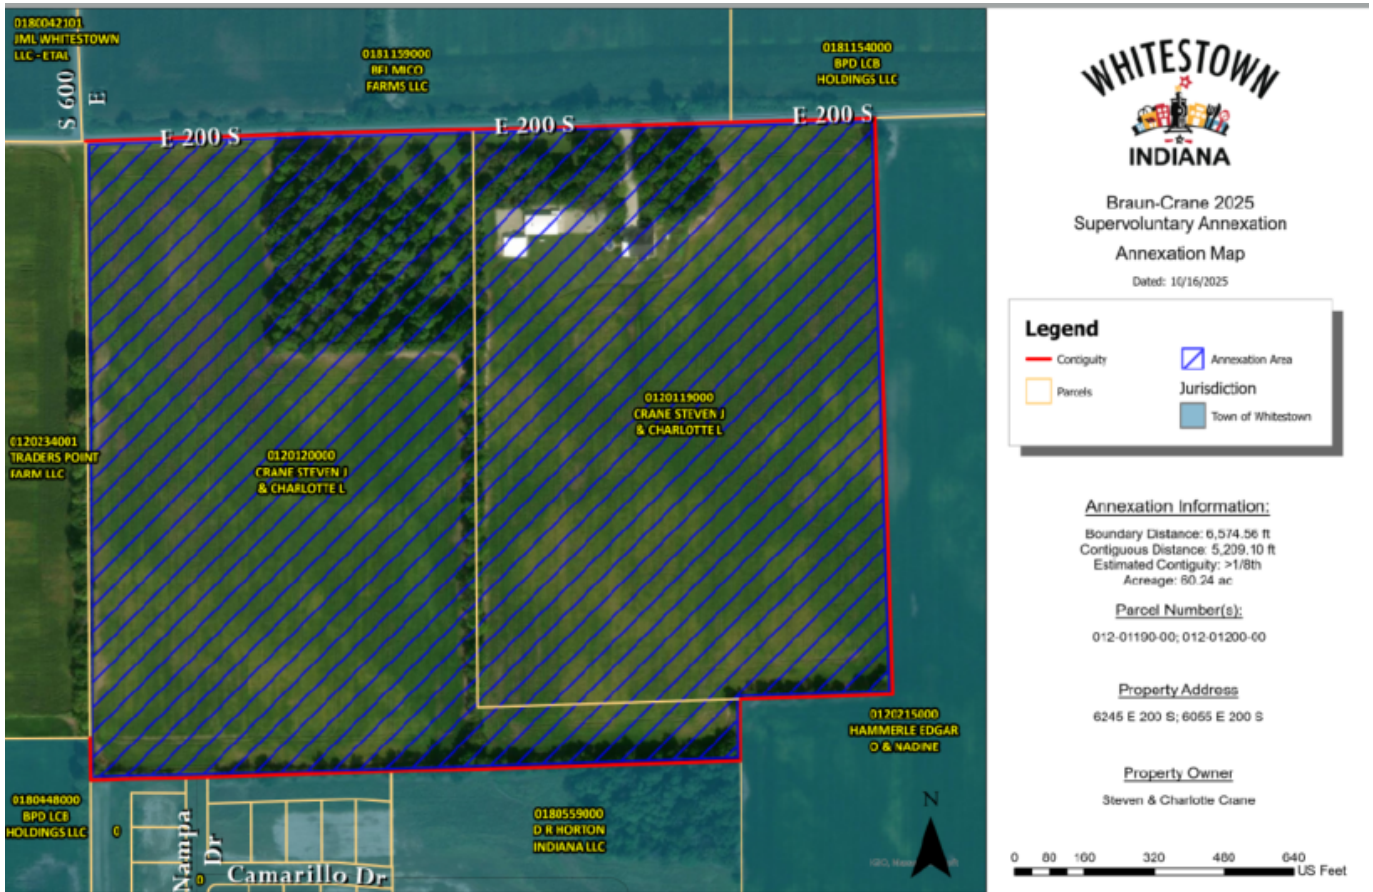 0180042101
JML WHITESTOWN
LLC - ETAL
S 600
E
0181159000
BELMICO
FARMS LLC
0181154000
BPD LCB
HOLDINGS LLC
E 200 S
E 200 S
E 200 S
0120234001
TRADERS POINT
FARM LLC
0120120000
CRANE STEVEN J
& CHARLOTTE L
0120119000
CRANE STEVEN J
& CHARLOTTE L
0120215000
HAMMERLE EDGAR
O & NADINE
0180448000
BPD LCB
HOLDINGS LLC
0
0
Nampa
Dr
Camarillo Dr
0180559000
D R HORTON
INDIANA LLC
N
WHITESTOWN
INDIANA
Braun-Crane 2025
Supervoluntary Annexation
Annexation Map
Dated: 10/16/2025
Legend
Contiguity
Parcels
Annexation Area
Jurisdiction
Town of Whitestown
Annexation Information:
Boundary Distance: 6,574.56 ft
Contiguous Distance: 5,209.10 ft
Estimated Contiguity: >1/8th
Acreage: 60.24 ac
Parcel Number(s):
012-01190-00; 012-01200-00
Property Address
6245 E 200 S; 6055 E 200 S
Property Owner
Steven & Charlotte Crane
0 80 160 320 480 640
US Feet